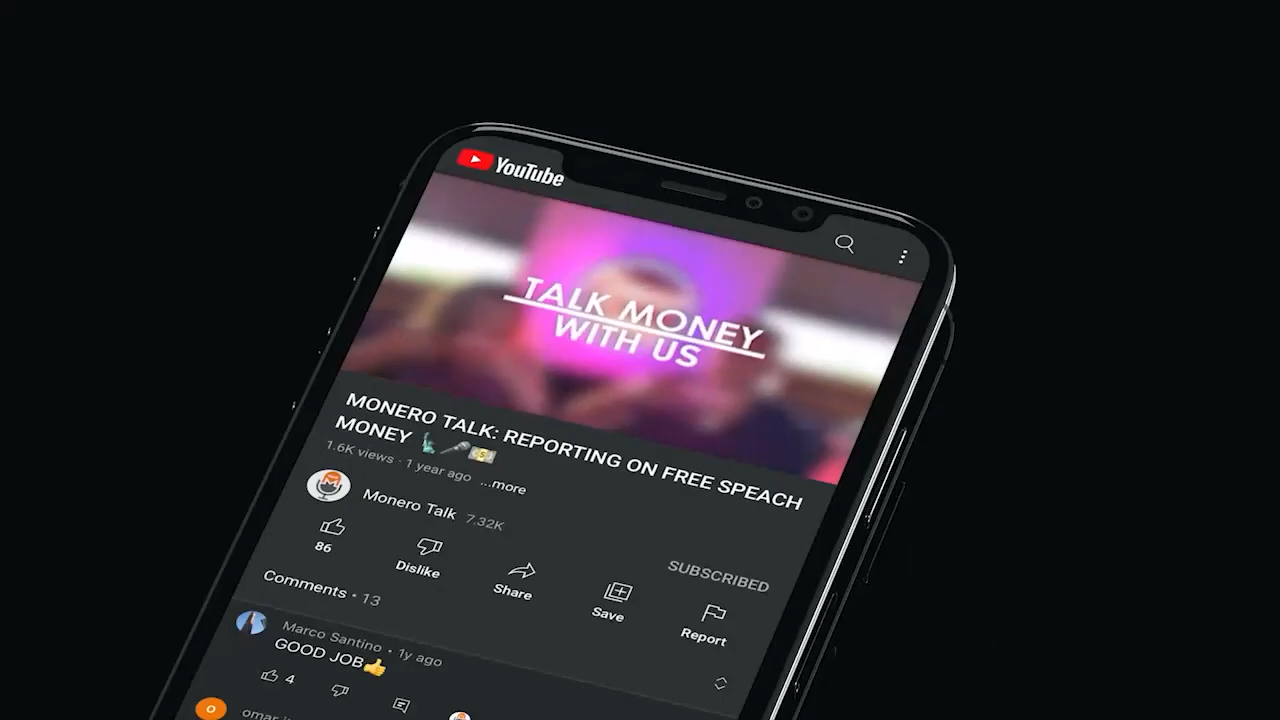 YouTube
TALK MONEY
WITH US
MONERO TALK: REPORTING ON FREE SPEACH
MONEY 🗽🎤💵
1.6K views · 1 year ago ...more
Monero Talk 7.32K
SUBSCRIBED
86
Dislike
Share
Save
Report
Comments • 13
Marco Santino • 1y ago
GOOD JOB👍
4
O
omar